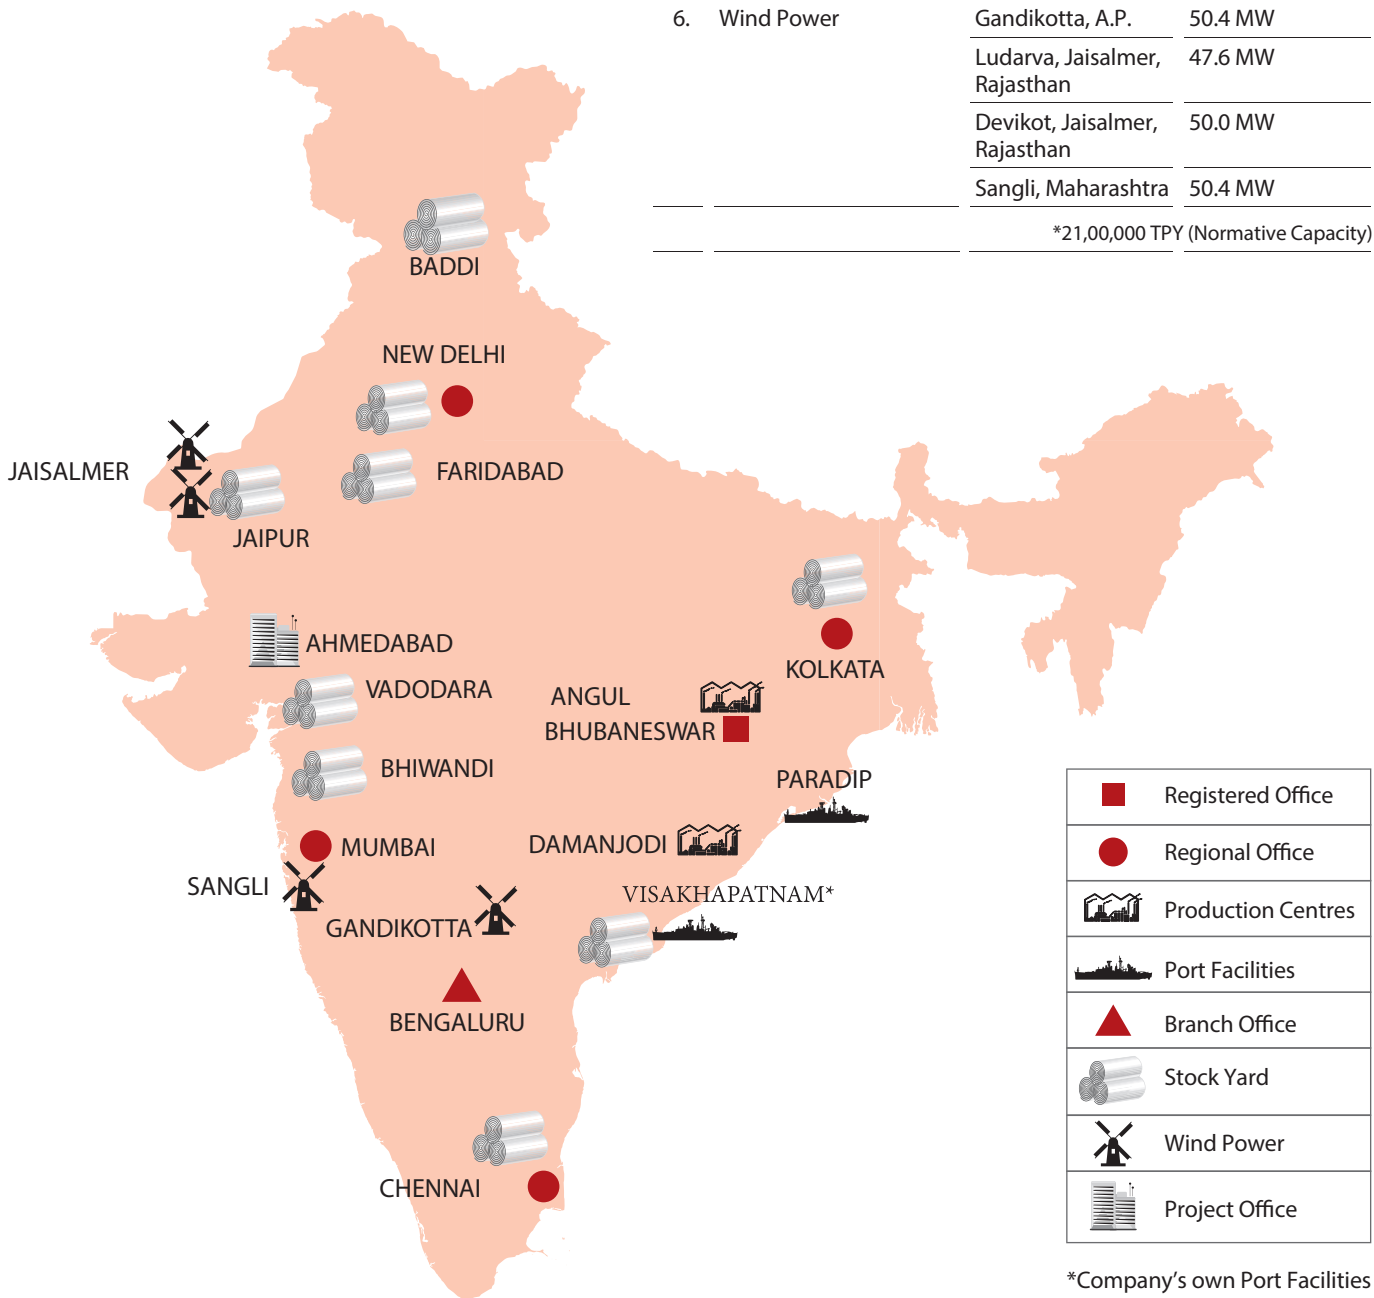 6. Wind Power Gandikotta, A.P. 50.4 MW
Ludarva, Jaisalmer, 47.6 MW
Rajasthan
Devikot, Jaisalmer, 50.0 MW
Rajasthan
Sangli, Maharashtra 50.4 MW
*21,00,000 TPY (Normative Capacity)
BADDI
NEW DELHI
JAISALMER
FARIDABAD
JAIPUR
AHMEDABAD
KOLKATA
VADODARA
ANGUL
BHUBANESWAR
BHIWANDI
PARADIP
MUMBAI
DAMANJODI
SANGLI
VISAKHAPATNAM*
GANDIKOTTA
BENGALURU
CHENNAI
Registered Office
Regional Office
Production Centres
Port Facilities
Branch Office
Stock Yard
Wind Power
Project Office
*Company's own Port Facilities